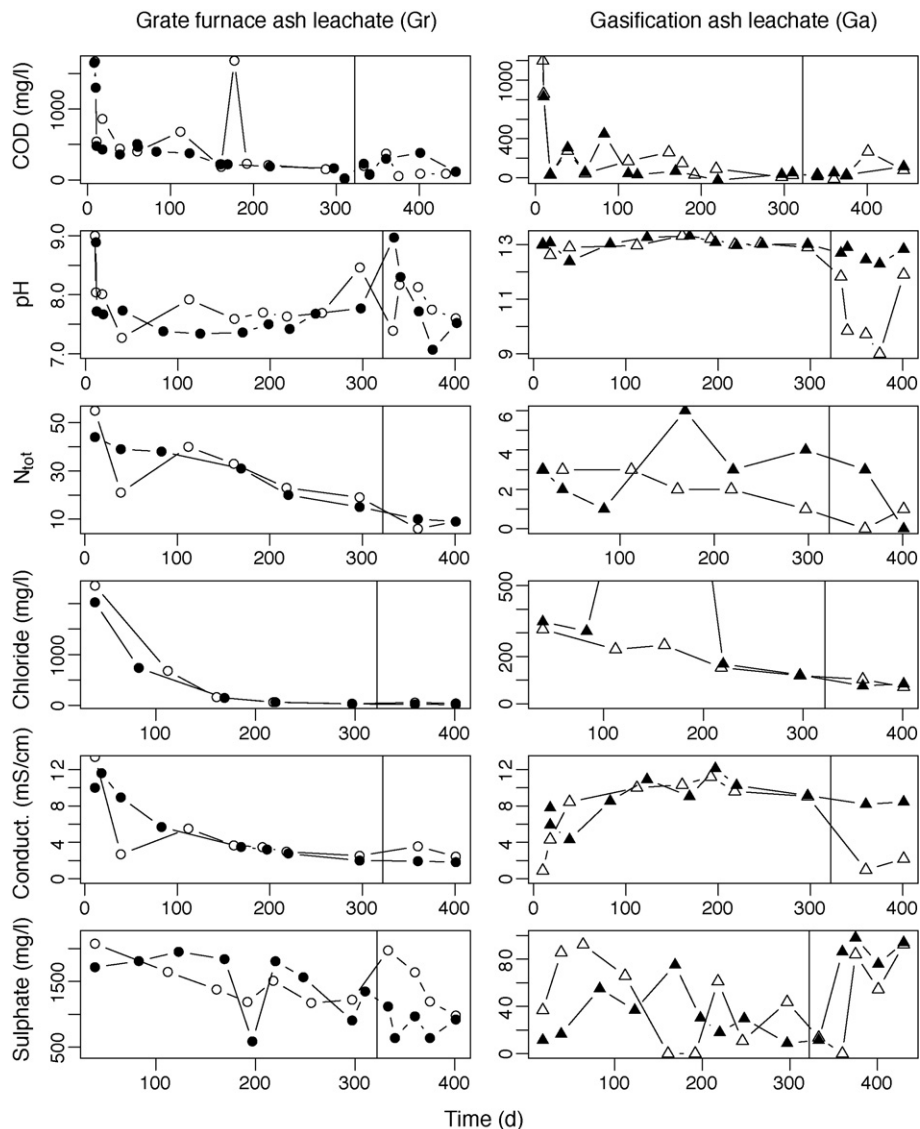 Grate furnace ash leachate (Gr)
Gasification ash leachate (Ga)
COD (mg/l)
0 1000
0 100 200 300 400
0 400 1000
0 100 200 300 400
pH
7.0 8.0 9.0
0 100 200 300 400
9 11 13
0 100 200 300 400
Ntot
10 30 50
0 100 200 300 400
0 2 4 6
100 200 300 400
Chloride (mg/l)
0 1000
100 200 300 400
0 200 500
100 200 300 400
Conduct. (mS/cm)
0 4 8 12
0 100 200 300 400
0 4 8 12
0 100 200 300 400
Sulphate (mg/l)
500 1500
100 200 300 400
0 40 80
0 100 200 300 400
Time (d)